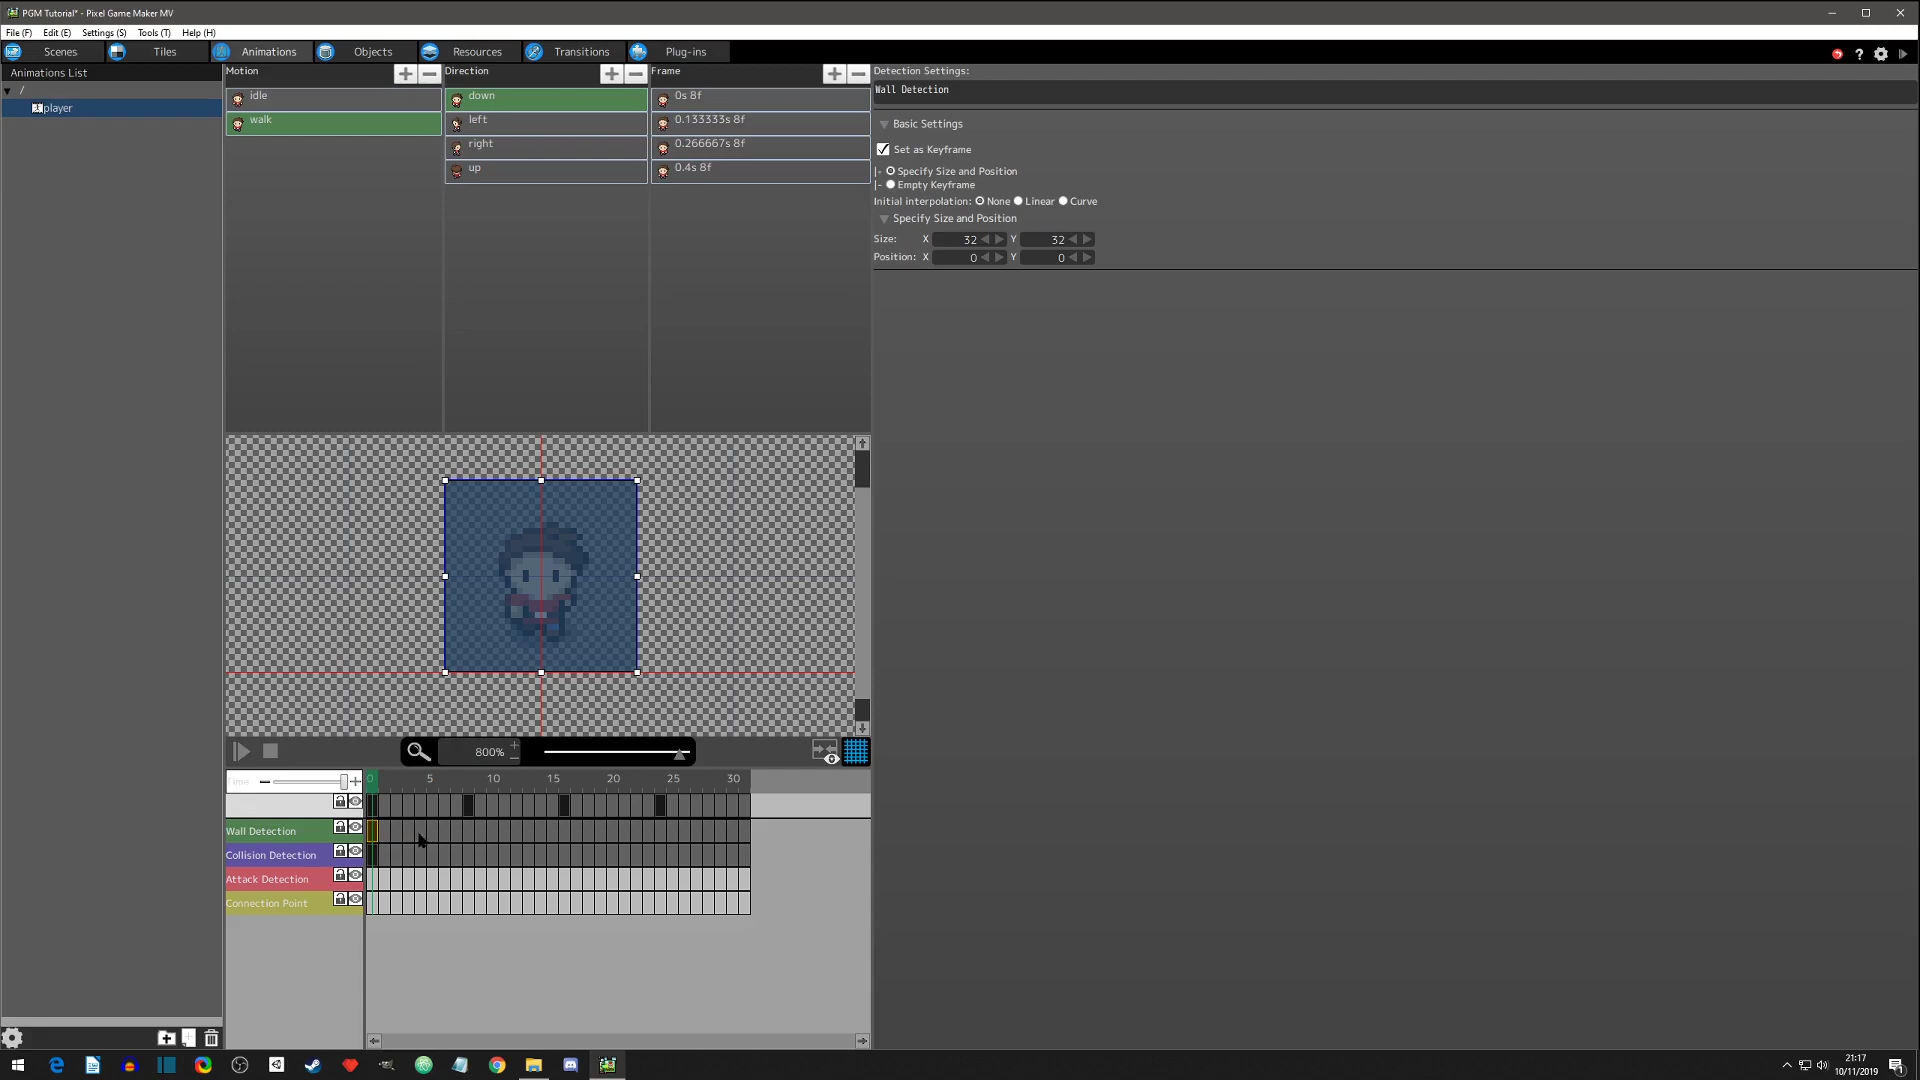 PGM Tutorial* - Pixel Game Maker MV
File (F) Edit (E) Settings (S) Tools (T) Help (H)
Scenes Tiles Animations Objects Resources Transitions Plug-ins
Animations List
/
player
Motion
idle
walk
Direction
down
left
right
up
Frame
0s 8f
0.133333s 8f
0.266667s 8f
0.4s 8f
Detection Settings:
Wall Detection
Basic Settings
Set as Keyframe
Specify Size and Position
Empty Keyframe
Initial interpolation: None Linear Curve
Specify Size and Position
Size: X 32 Y 32
Position: X 0 Y 0
800%
0 5 10 15 20 25 30
Wall Detection
Collision Detection
Attack Detection
Connection Point
21:17
10/11/2019